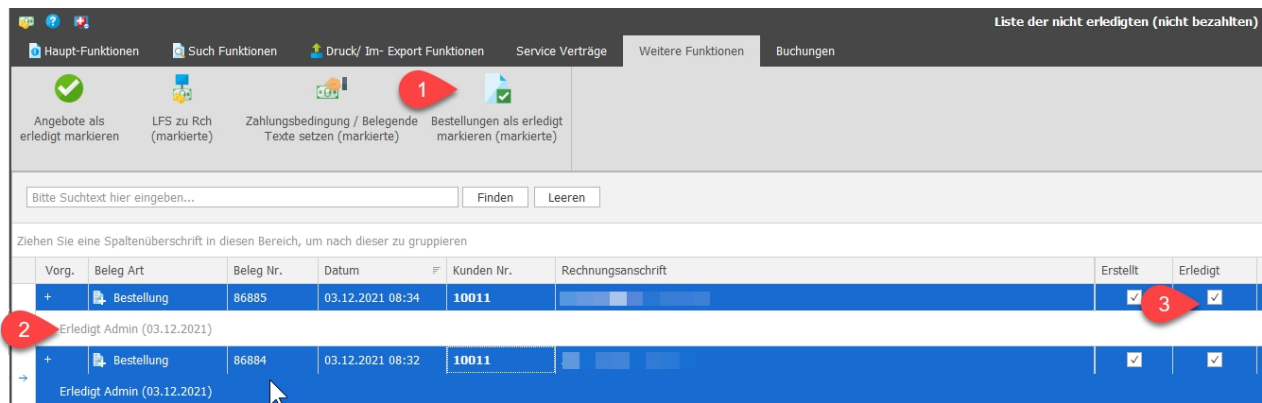 Liste der nicht erledigten (nicht bezahlten)
Haupt-Funktionen Such Funktionen Druck/ Im- Export Funktionen Service Verträge Weitere Funktionen Buchungen
1
Angebote als erledigt markieren
LFS zu Rch (markierte)
Zahlungsbedingung / Belegende Texte setzen (markierte)
Bestellungen als erledigt markieren (markierte)
Bitte Suchtext hier eingeben... Finden Leeren
Ziehen Sie eine Spaltenüberschrift in diesen Bereich, um nach dieser zu gruppieren
Vorg. Beleg Art Beleg Nr. Datum Kunden Nr. Rechnungsanschrift Erstellt Erledigt
+ Bestellung 86885 03.12.2021 08:34 10011 3
2 Erledigt Admin (03.12.2021)
+ Bestellung 86884 03.12.2021 08:32 10011
Erledigt Admin (03.12.2021)